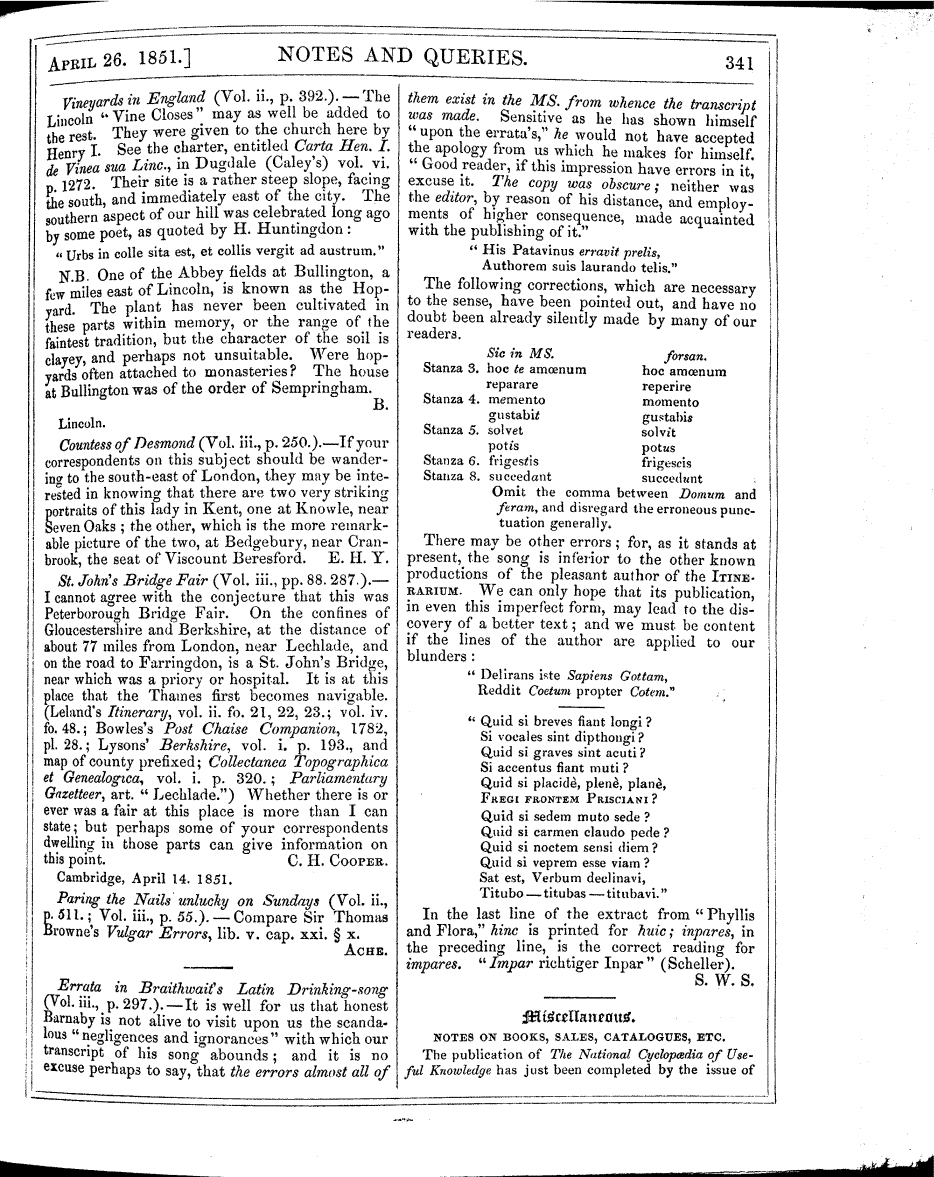 APRIL 26. 1851.] NOTES AND QUERIES. 341
Vineyards in England (Vol. ii., p. 392.). — The
Lincoln "Vine Closes" may as well be added to
the rest. They were given to the church here by
Henry I. See the charter, entitled Carta Hen. I.
de Vinea sua Linc., in Dugdale (Caley's) vol. vi.
p. 1272. Their site is a rather steep slope, facing
the south, and immediately east of the city. The
southern aspect of our hill was celebrated long ago
by some poet, as quoted by H. Huntingdon:
"Urbs in colle sita est, et collis vergit ad austrum."
N.B. One of the Abbey fields at Bullington, a
few miles east of Lincoln, is known as the Hop-
yard. The plant has never been cultivated in
these parts within memory, or the range of the
faintest tradition, but the character of the soil is
clayey, and perhaps not unsuitable. Were hop-
yards often attached to monasteries? The house
at Bullington was of the order of Sempringham.
B.
Lincoln.
Countess of Desmond (Vol. iii., p. 250.).—If your
correspondents on this subject should be wander-
ing to the south-east of London, they may be inte-
rested in knowing that there are two very striking
portraits of this lady in Kent, one at Knowle, near
Seven Oaks; the other, which is the more remark-
able picture of the two, at Bedgebury, near Cran-
brook, the seat of Viscount Beresford. E. H. Y.
St. John's Bridge Fair (Vol. iii., pp. 88. 287.).—
I cannot agree with the conjecture that this was
Peterborough Bridge Fair. On the confines of
Gloucestershire and Berkshire, at the distance of
about 77 miles from London, near Lechlade, and
on the road to Farringdon, is a St. John's Bridge,
near which was a priory or hospital. It is at this
place that the Thames first becomes navigable.
(Leland's Itinerary, vol. ii. fo. 21, 22, 23.; vol. iv.
fo. 48.; Bowles's Post Chaise Companion, 1782,
pl. 28.; Lysons' Berkshire, vol. i. p. 193., and
map of county prefixed; Collectanea Topographica
et Genealogica, vol. i. p. 320.; Parliamentary
Gazetteer, art. "Lechlade.") Whether there is or
ever was a fair at this place is more than I can
state; but perhaps some of your correspondents
dwelling in those parts can give information on
this point. C. H. COOPER.
Cambridge, April 14. 1851.
Paring the Nails unlucky on Sundays (Vol. ii.,
p. 511.; Vol. iii., p. 55.). — Compare Sir Thomas
Browne's Vulgar Errors, lib. v. cap. xxi. § x.
ACHE.
Errata in Braithwait's Latin Drinking-song
(Vol. iii., p. 297.).—It is well for us that honest
Barnaby is not alive to visit upon us the scanda-
lous "negligences and ignorances" with which our
transcript of his song abounds; and it is no
excuse perhaps to say, that the errors almost all of
them exist in the MS. from whence the transcript
was made. Sensitive as he has shown himself
"upon the errata's," he would not have accepted
the apology from us which he makes for himself.
"Good reader, if this impression have errors in it,
excuse it. The copy was obscure; neither was
the editor, by reason of his distance, and employ-
ments of higher consequence, made acquainted
with the publishing of it."
"His Patavinus erravit prelis,
Authorem suis laurando telis."
The following corrections, which are necessary
to the sense, have been pointed out, and have no
doubt been already silently made by many of our
readers.
Sic in MS. forsan.
Stanza 3. hoc te amœnum hoc amœnum
reparare reperire
Stanza 4. memento momento
gustabit gustabis
Stanza 5. solvet solvit
potis potus
Stanza 6. frigestis frigescis
Stanza 8. succedant succedunt
Omit the comma between Domum and
feram, and disregard the erroneous punc-
tuation generally.
There may be other errors; for, as it stands at
present, the song is inferior to the other known
productions of the pleasant author of the ITINE-
RARIUM. We can only hope that its publication,
in even this imperfect form, may lead to the dis-
covery of a better text; and we must be content
if the lines of the author are applied to our
blunders:
"Delirans iste Sapiens Gottam,
Reddit Coetum propter Cotem."
"Quid si breves fiant longi?
Si vocales sint dipthongi?
Quid si graves sint acuti?
Si accentus fiant muti?
Quid si placidè, plenè, planè,
FREGI FRONTEM PRISCIANI?
Quid si sedem muto sede?
Quid si carmen claudo pede?
Quid si noctem sensi diem?
Quid si veprem esse viam?
Sat est, Verbum declinavi,
Titubo — titubas — titubavi."
In the last line of the extract from "Phyllis
and Flora," hinc is printed for huic; inpares, in
the preceding line, is the correct reading for
impares. "Impar richtiger Inpar" (Scheller).
S. W. S.
Miscellaneous.
NOTES ON BOOKS, SALES, CATALOGUES, ETC.
The publication of The National Cyclopædia of Use-
ful Knowledge has just been completed by the issue of